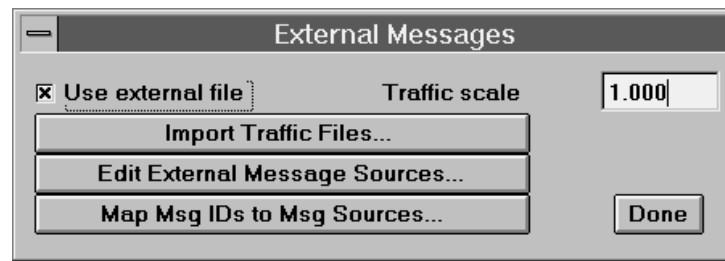 External Messages
Use external file Traffic scale 1.000
Import Traffic Files...
Edit External Message Sources...
Map Msg IDs to Msg Sources... Done